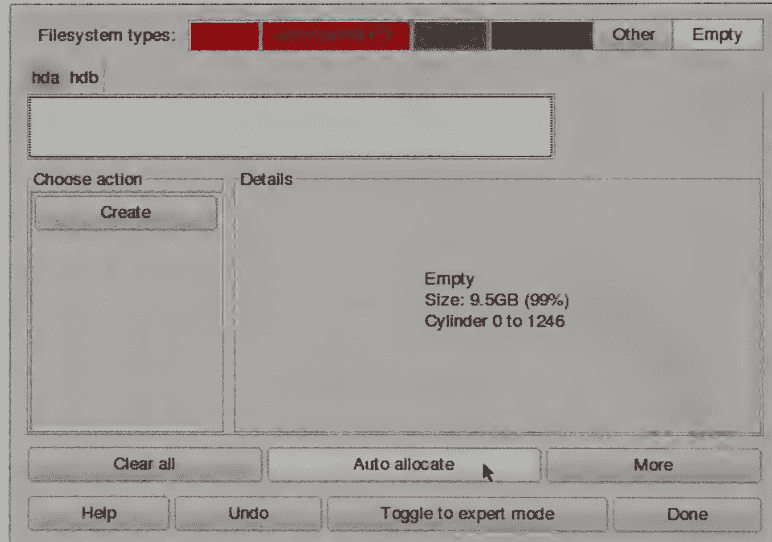 Filesystem types: Other Empty
hda hdb
Choose action
Details
Create
Empty
Size: 9.5GB (99%)
Cylinder 0 to 1246
Clear all Auto allocate More
Help Undo Toggle to expert mode Done